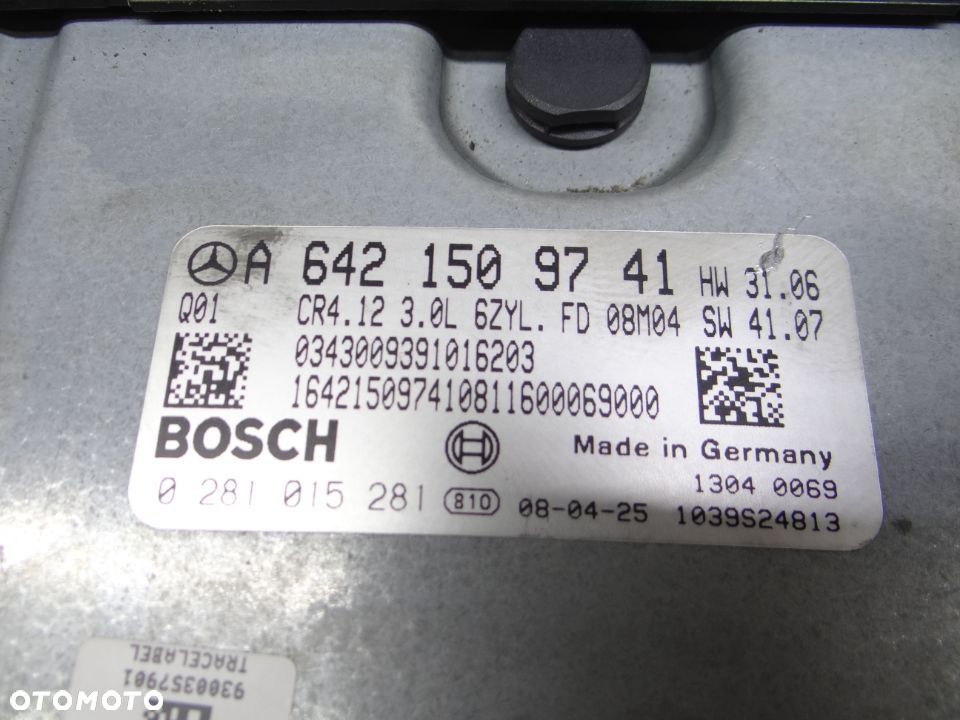 A 642 150 97 41 HW 31.06
Q01 CR4.12 3.0L 6ZYL. FD 08M04 SW 41.07
0343009391016203
164215097410811600069000
BOSCH Made in Germany
1304 0069
0 281 015 281 810 08-04-25 1039S24813
TRACELABEL
9300357901
OTOMOTO